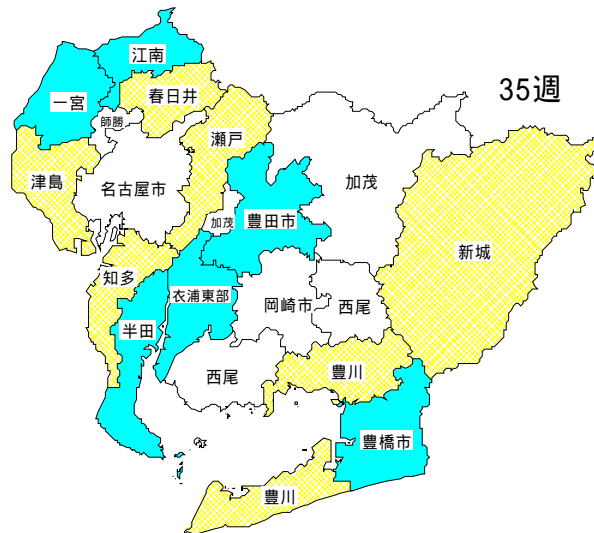 江南
35週
一宮
春日井
師勝
瀬戸
津島
名古屋市
加茂
加茂
豊田市
新城
知多
衣浦東部
岡崎市
西尾
半田
西尾
豊川
豊橋市
豊川